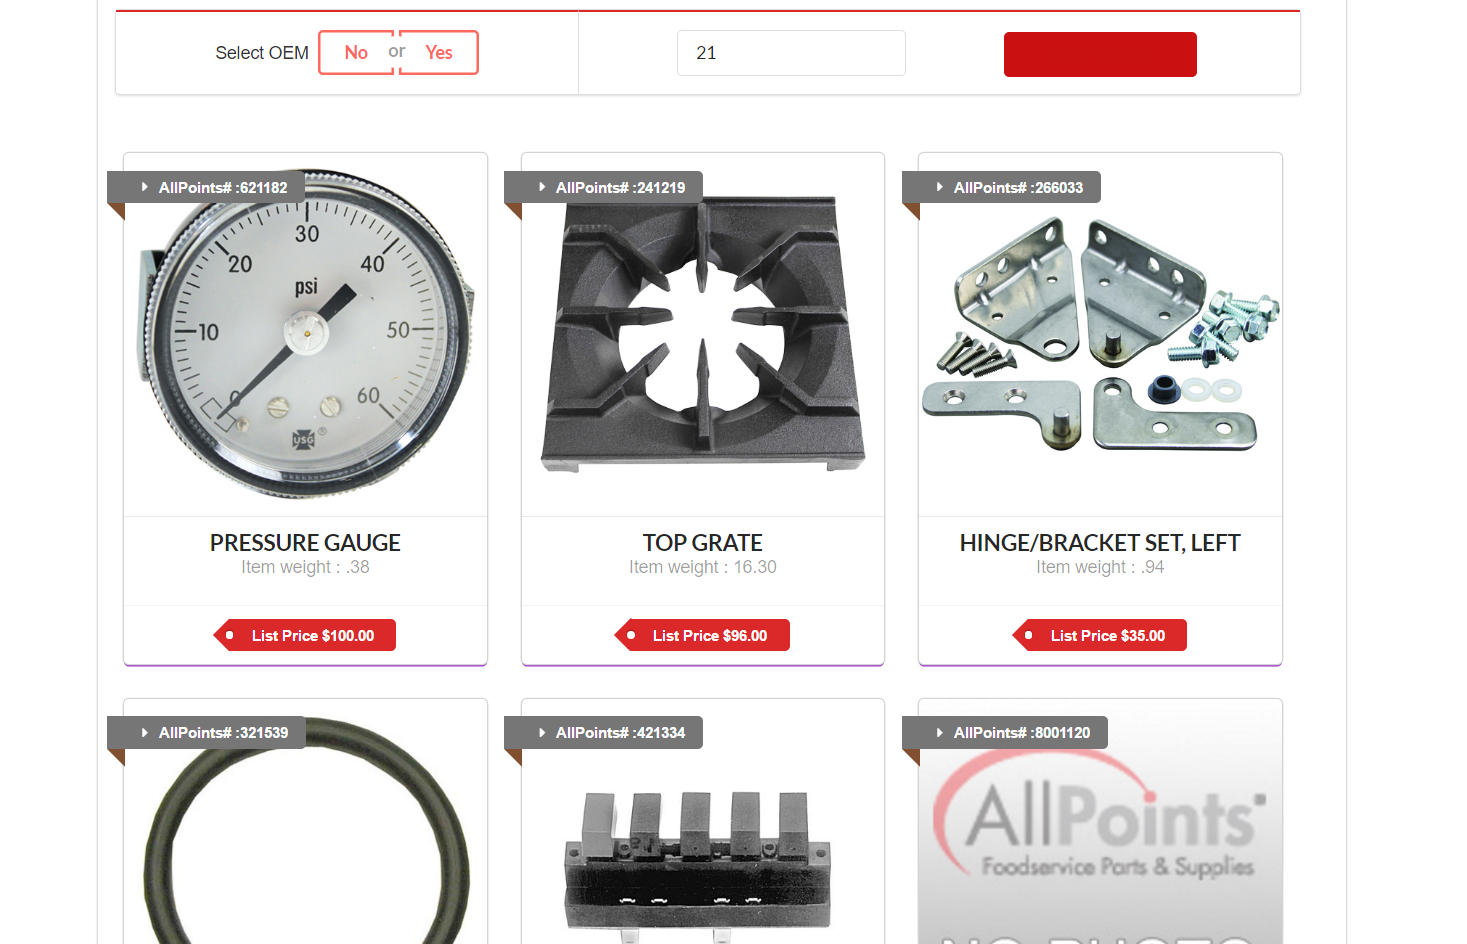 Select OEM No or Yes 21
AllPoints# :621182
30
20 40
psi
10 50
0 60
USG ®
PRESSURE GAUGE
Item weight : .38
List Price $100.00
AllPoints# :241219
TOP GRATE
Item weight : 16.30
List Price $96.00
AllPoints# :266033
HINGE/BRACKET SET, LEFT
Item weight : .94
List Price $35.00
AllPoints# :321539
AllPoints# :421334
AllPoints# :8001120
AllPoints
Foodservice Parts & Supplies
NO PHOTO